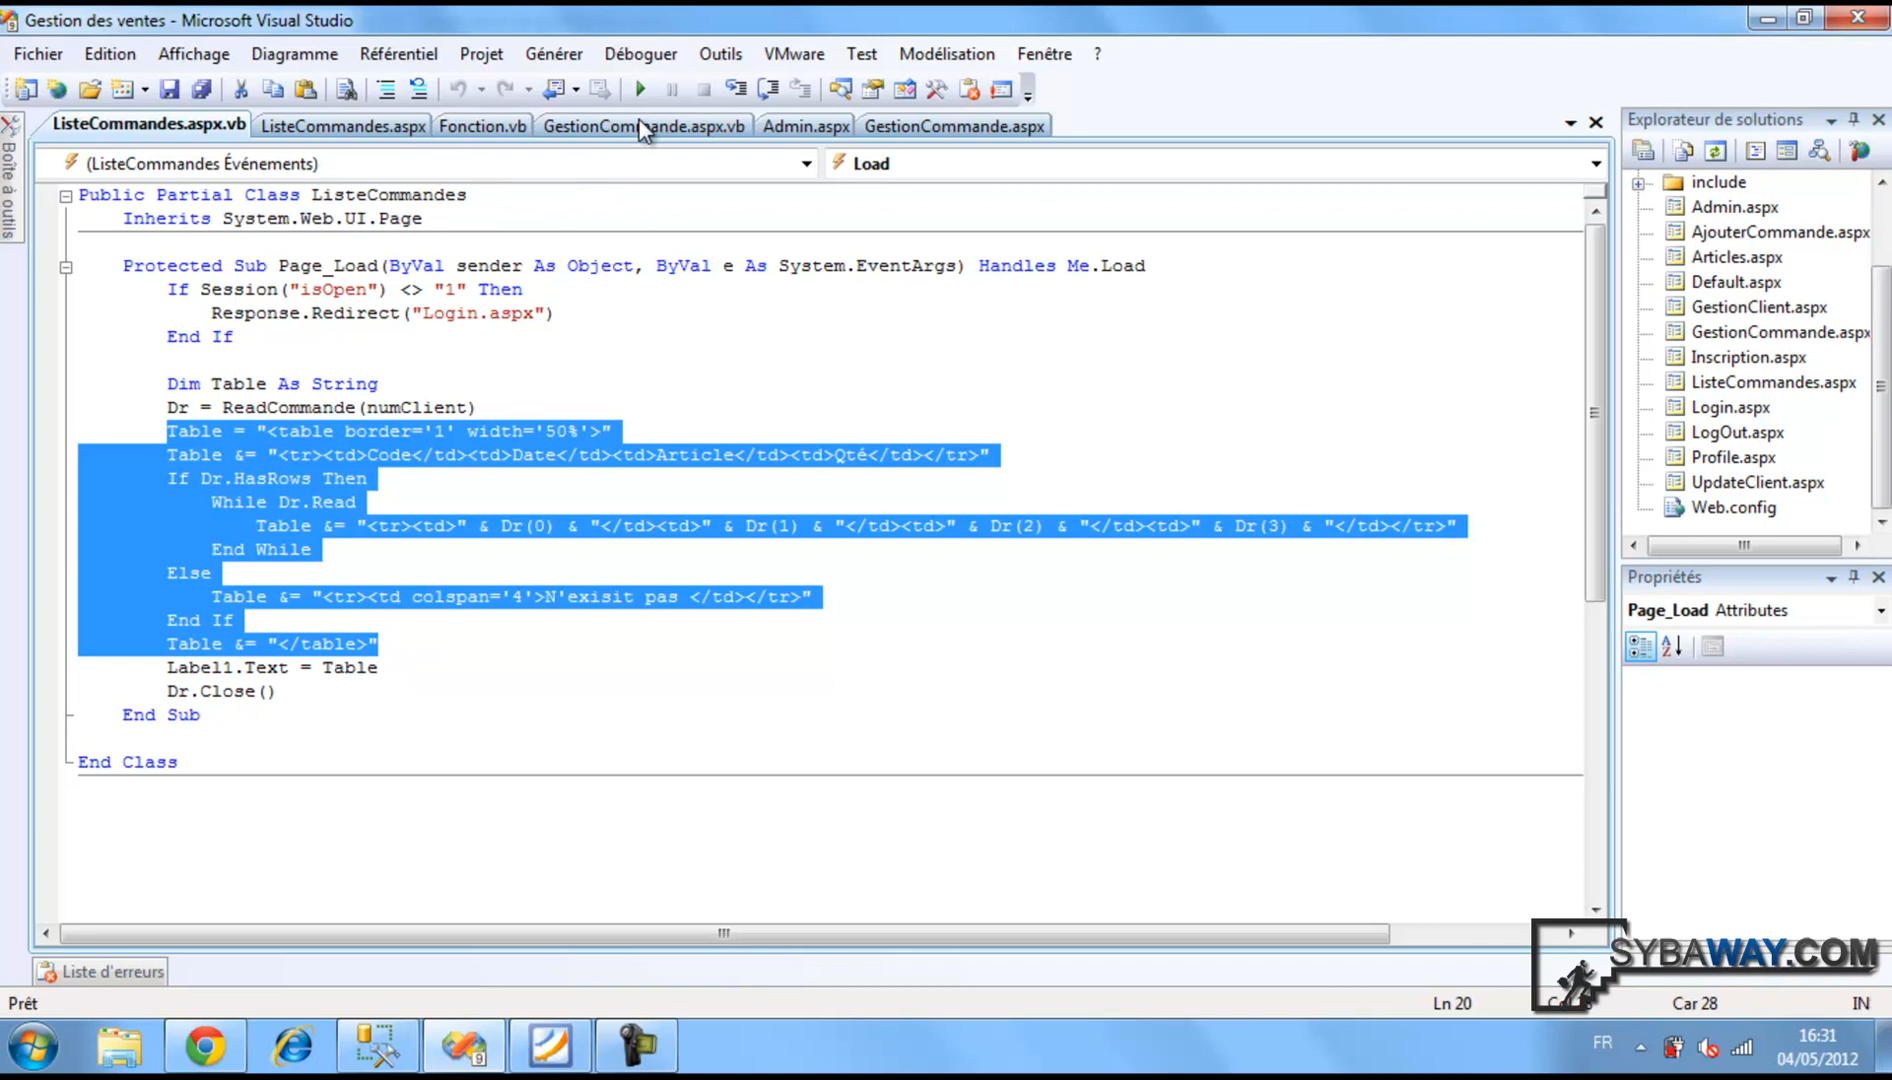 Gestion des ventes - Microsoft Visual Studio
Fichier Edition Affichage Diagramme Référentiel Projet Générer Déboguer Outils VMware Test Modélisation Fenêtre ?
ListeCommandes.aspx.vb ListeCommandes.aspx Fonction.vb GestionCommande.aspx.vb Admin.aspx GestionCommande.aspx
Boîte à outils
(ListeCommandes Événements) Load
Public Partial Class ListeCommandes
Inherits System.Web.UI.Page
Protected Sub Page_Load(ByVal sender As Object, ByVal e As System.EventArgs) Handles Me.Load
If Session("isOpen") <> "1" Then
Response.Redirect("Login.aspx")
End If
Dim Table As String
Dr = ReadCommande(numClient)
Table = "<table border='1' width='50%'>"
Table &= "<tr><td>Code</td><td>Date</td><td>Article</td><td>Qté</td></tr>"
If Dr.HasRows Then
While Dr.Read
Table &= "<tr><td>" & Dr(0) & "</td><td>" & Dr(1) & "</td><td>" & Dr(2) & "</td><td>" & Dr(3) & "</td></tr>"
End While
Else
Table &= "<tr><td colspan='4'>N'exisit pas </td></tr>"
End If
Table &= "</table>"
Label1.Text = Table
Dr.Close()
End Sub
End Class
Explorateur de solutions
include
Admin.aspx
AjouterCommande.aspx
Articles.aspx
Default.aspx
GestionClient.aspx
GestionCommande.aspx
Inscription.aspx
ListeCommandes.aspx
Login.aspx
LogOut.aspx
Profile.aspx
UpdateClient.aspx
Web.config
Propriétés
Page_Load Attributes
Liste d'erreurs
SYBAWAY.COM
Prêt Ln 20 Car 28 IN
FR 16:31
04/05/2012